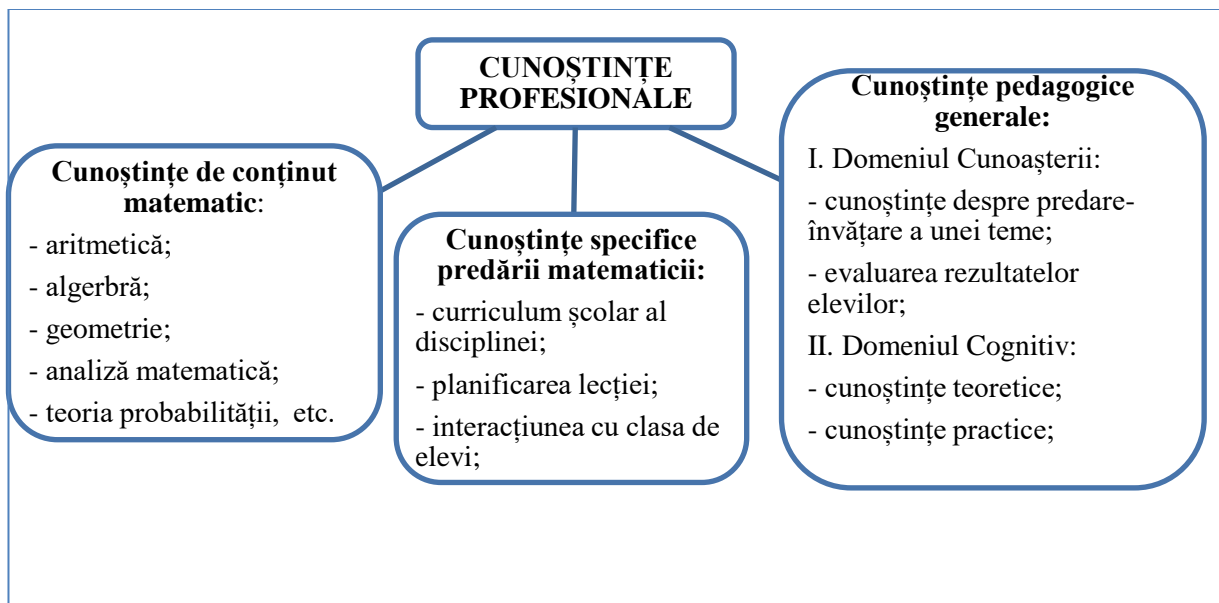 CUNOȘTINȚE
PROFESIONALE
Cunoștințe de conținut
matematic:
- aritmetică;
- algerbră;
- geometrie;
- analiză matematică;
- teoria probabilității, etc.
Cunoștințe specifice
predării matematicii:
- curriculum școlar al
disciplinei;
- planificarea lecției;
- interacțiunea cu clasa de
elevi;
Cunoștințe pedagogice
generale:
I. Domeniul Cunoașterii:
- cunoștințe despre predare-
învățare a unei teme;
- evaluarea rezultatelor
elevilor;
II. Domeniul Cognitiv:
- cunoștințe teoretice;
- cunoștințe practice;